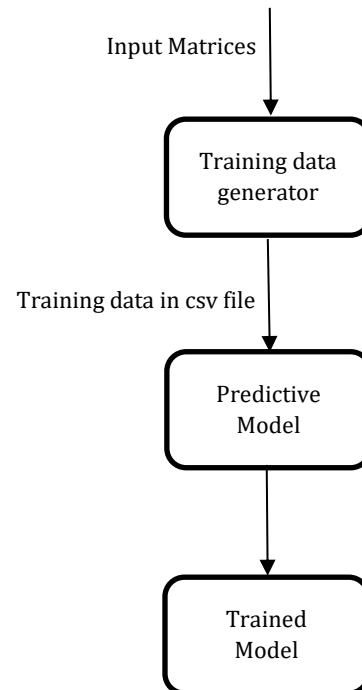 Input Matrices
Training data
generator
Training data in csv file
Predictive
Model
Trained
Model